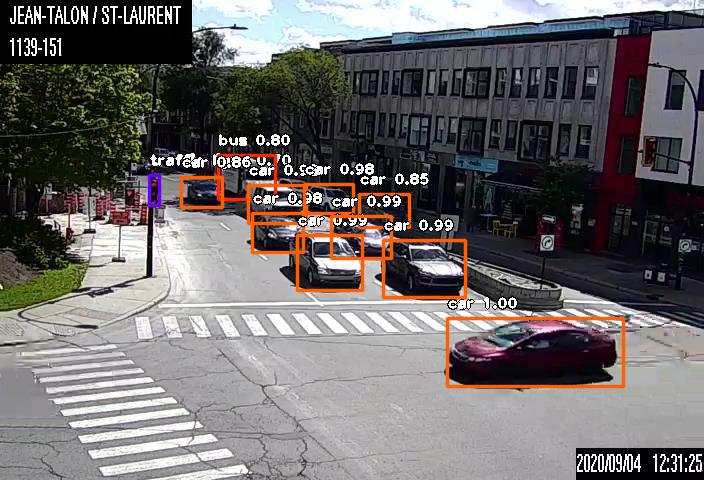 JEAN-TALON / ST-LAURENT
1139-151
bus 0.80
car 0.86
car 0.98
car 0.85
car 0.98
car 0.99
car 0.99
car 1.00
2020/09/04 12:31:25